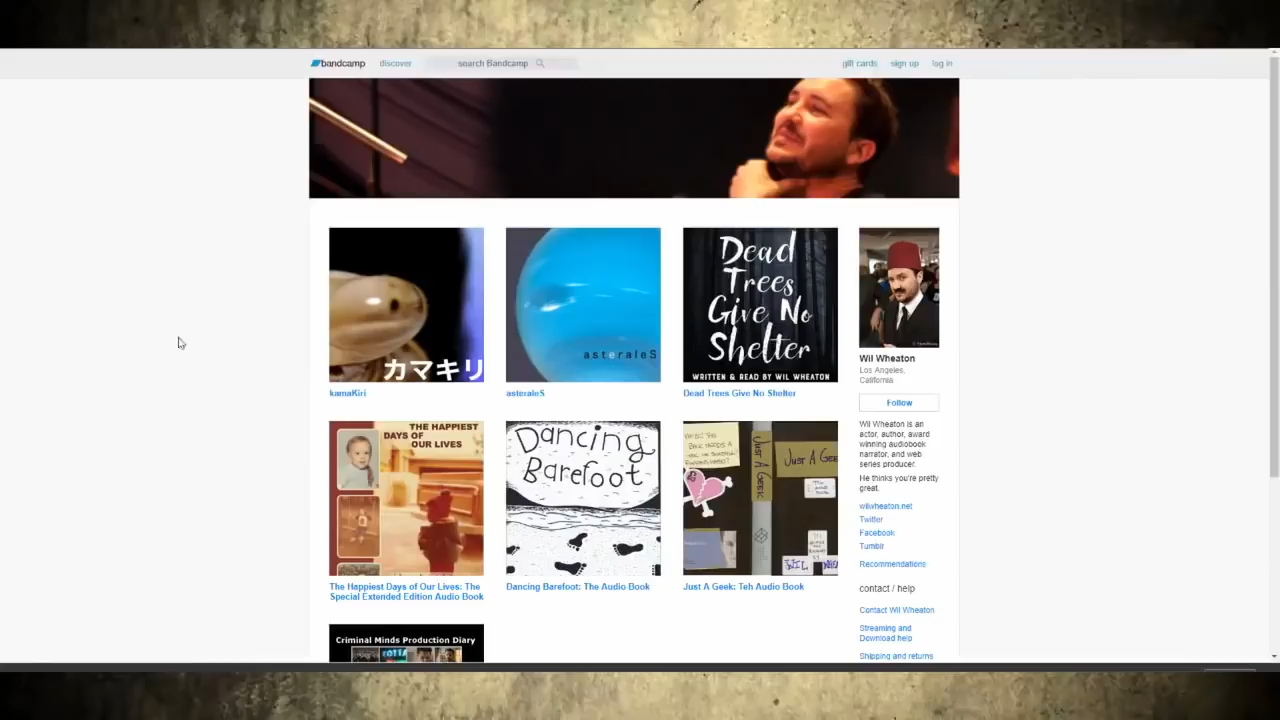 bandcamp
discover
search Bandcamp
gift cards
sign up
log in
カマキリ
kamaKiri
asteraleS
asteraleS
Dead
Trees
Give No
Shelter
WRITTEN & READ BY WIL WHEATON
Dead Trees Give No Shelter
Wil Wheaton
Los Angeles,
California
Follow
Wil Wheaton is an
actor, author, award
winning audiobook
narrator, and web
series producer.
He thinks you're pretty
great.
wilwheaton.net
Twitter
Facebook
Tumblr
Recommendations
contact / help
Contact Wil Wheaton
Streaming and
Download help
Shipping and returns
THE HAPPIEST
DAYS OF
OUR LIVES
The Happiest Days of Our Lives: The
Special Extended Edition Audio Book
Dancing
Barefoot
Dancing Barefoot: The Audio Book
JUST A GEEK
JUST A GEE
WIL
Just A Geek: Teh Audio Book
Criminal Minds Production Diary